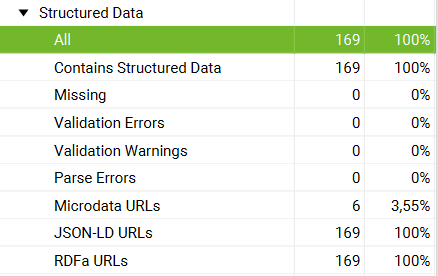 Structured Data
All 169 100%
Contains Structured Data 169 100%
Missing 0 0%
Validation Errors 0 0%
Validation Warnings 0 0%
Parse Errors 0 0%
Microdata URLs 6 3,55%
JSON-LD URLs 169 100%
RDFa URLs 169 100%